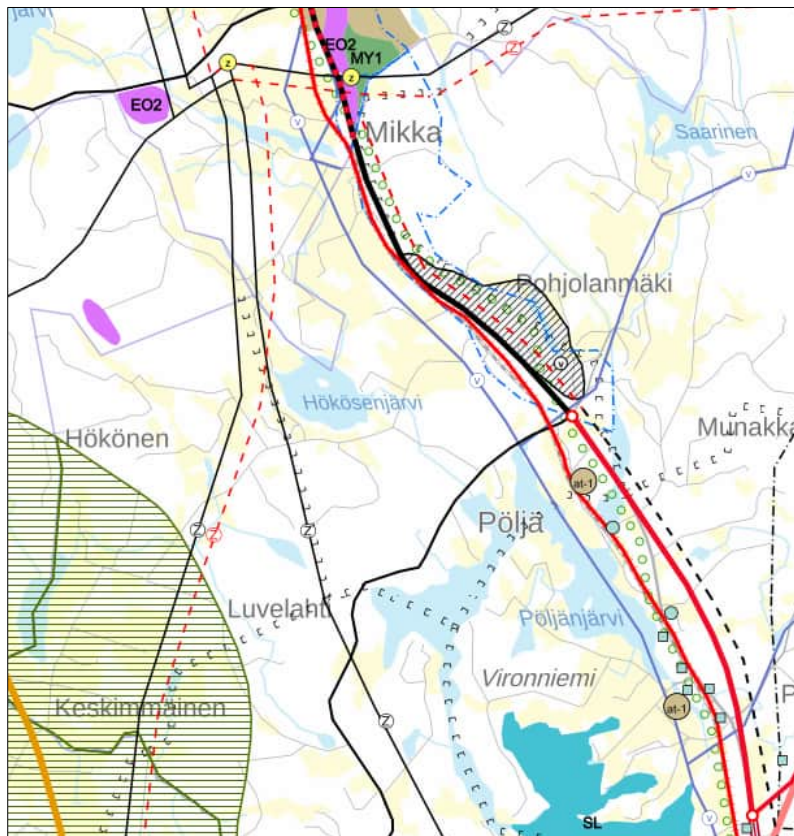 järvi
Z
EO2
MY1
Z
z
z
EO2
v
Mikka
Saarinen
v
Pohjolanmäki
v
v
Hökösenjärvi
Hökönen
Munakka
at-1
Pöljä
Z
Z
Z
Luvelahti
Pöljänjärvi
v
Vironniemi
P
Keskimmäinen
at-1
Z
SL
v